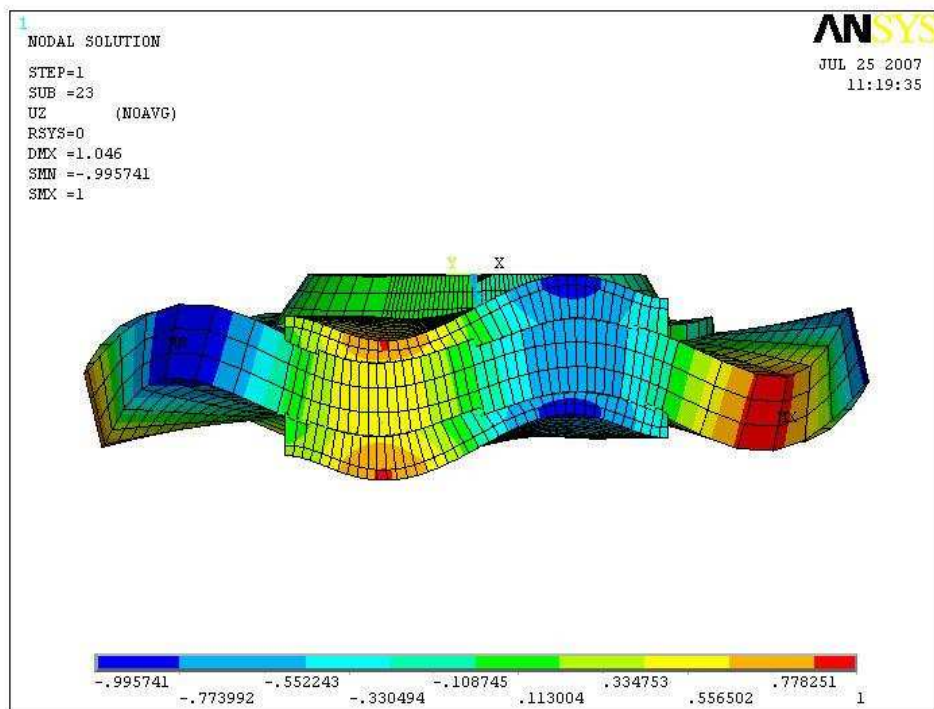 1
NODAL SOLUTION
STEP=1
SUB =23
UZ (NOAVG)
RSYS=0
DMX =1.046
SMN =-.995741
SMX =1
ANSYS
JUL 25 2007
11:19:35
Y X
MN
MX
-.995741 -.552243 -.108745 .334753 .778251
-.773992 -.330494 .113004 .556502 1